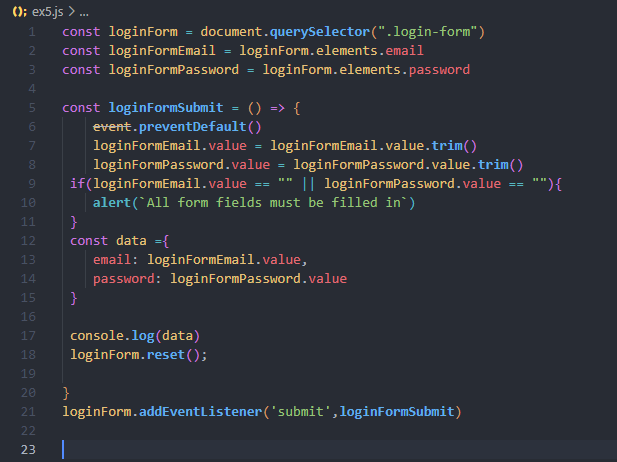 ex5.js > ...
1 const loginForm = document.querySelector(".login-form")
2 const loginFormEmail = loginForm.elements.email
3 const loginFormPassword = loginForm.elements.password
4
5 const loginFormSubmit = () => {
6     event.preventDefault()
7     loginFormEmail.value = loginFormEmail.value.trim()
8     loginFormPassword.value = loginFormPassword.value.trim()
9  if(loginFormEmail.value == "" || loginFormPassword.value == ""){
10     alert(`All form fields must be filled in`)
11  }
12  const data ={
13     email: loginFormEmail.value,
14     password: loginFormPassword.value
15  }
16
17  console.log(data)
18  loginForm.reset();
19
20 }
21 loginForm.addEventListener('submit',loginFormSubmit)
22
23